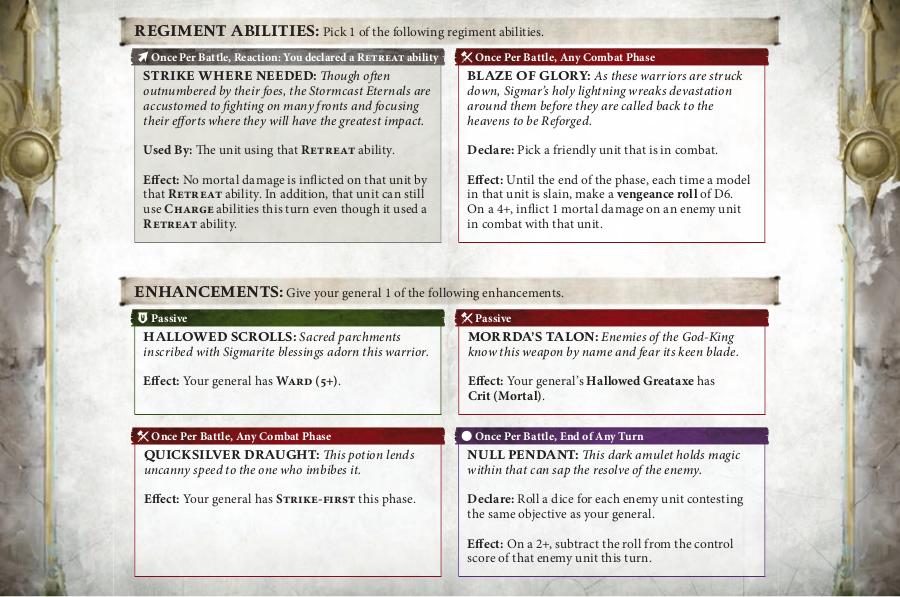 REGIMENT ABILITIES: Pick 1 of the following regiment abilities.
Once Per Battle, Reaction: You declared a RETREAT ability
STRIKE WHERE NEEDED: Though often
outnumbered by their foes, the Stormcast Eternals are
accustomed to fighting on many fronts and focusing
their efforts where they will have the greatest impact.
Used By: The unit using that RETREAT ability.
Effect: No mortal damage is inflicted on that unit by
that RETREAT ability. In addition, that unit can still
use CHARGE abilities this turn even though it used a
RETREAT ability.
Once Per Battle, Any Combat Phase
BLAZE OF GLORY: As these warriors are struck
down, Sigmar's holy lightning wreaks devastation
around them before they are called back to the
heavens to be Reforged.
Declare: Pick a friendly unit that is in combat.
Effect: Until the end of the phase, each time a model
in that unit is slain, make a vengeance roll of D6.
On a 4+, inflict 1 mortal damage on an enemy unit
in combat with that unit.
ENHANCEMENTS: Give your general 1 of the following enhancements.
Passive
HALLOWED SCROLLS: Sacred parchments
inscribed with Sigmarite blessings adorn this warrior.
Effect: Your general has WARD (5+).
Passive
MORRDA'S TALON: Enemies of the God-King
know this weapon by name and fear its keen blade.
Effect: Your general's Hallowed Greataxe has
Crit (Mortal).
Once Per Battle, Any Combat Phase
QUICKSILVER DRAUGHT: This potion lends
uncanny speed to the one who imbibes it.
Effect: Your general has STRIKE-FIRST this phase.
Once Per Battle, End of Any Turn
NULL PENDANT: This dark amulet holds magic
within that can sap the resolve of the enemy.
Declare: Roll a dice for each enemy unit contesting
the same objective as your general.
Effect: On a 2+, subtract the roll from the control
score of that enemy unit this turn.